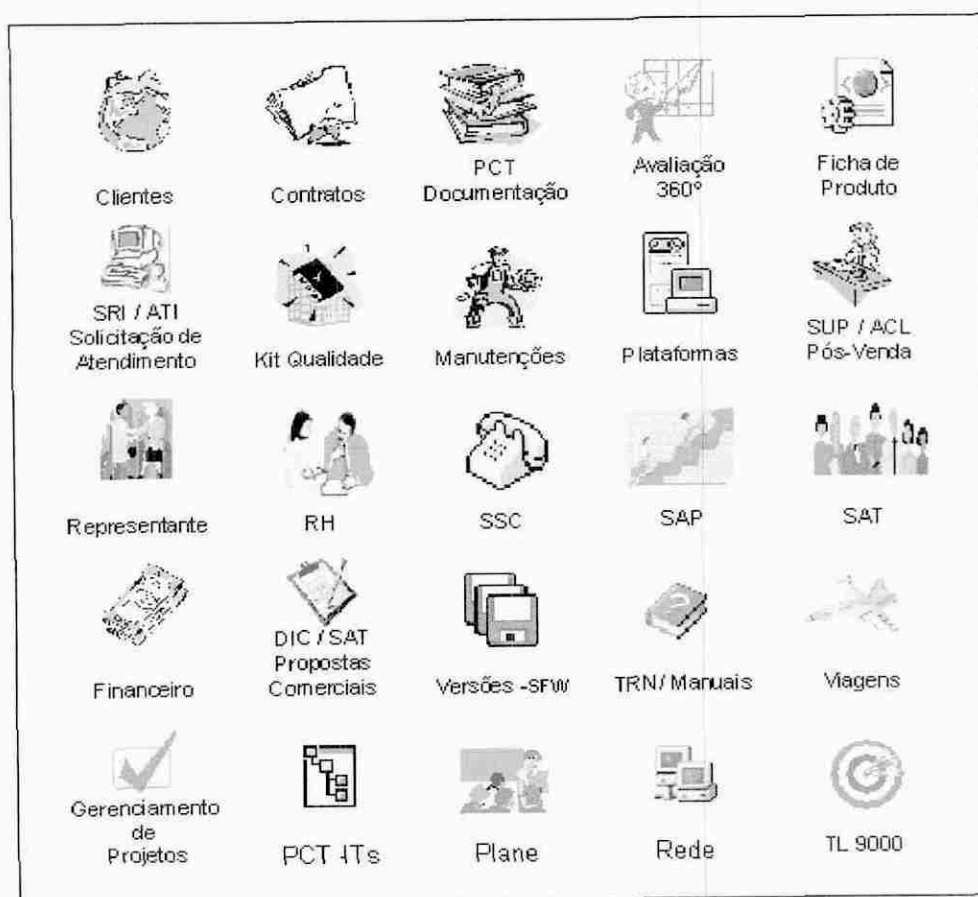 Clientes
Contratos
PCT
Documentação
Avaliação
360º
Ficha de
Produto
SRI / ATI
Solicitação de
Atendimento
Kit Qualidade
Manutenções
Plataformas
SUP / ACL
Pós-Venda
Representante
RH
SSC
SAP
SAT
Financeiro
DIC / SAT
Propostas
Comerciais
Versões -SFW
TRN/ Manuais
Viagens
Gerenciamento
de
Projetos
PCT -ITs
Plane
Rede
TL 9000